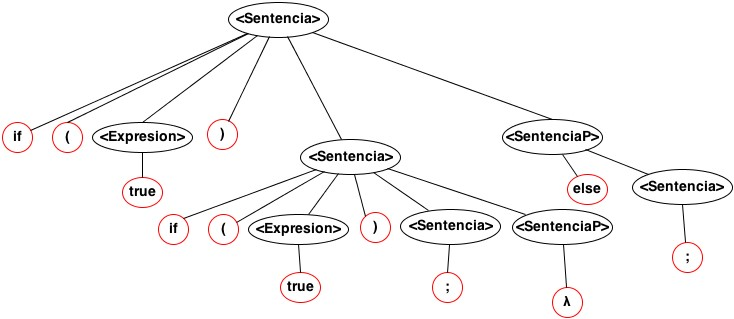 <Sentencia>
if ( <Expresion> ) <SentenciaP>
<Sentencia>
true else <Sentencia>
if ( <Expresion> ) <Sentencia> <SentenciaP>
;
true ; λ